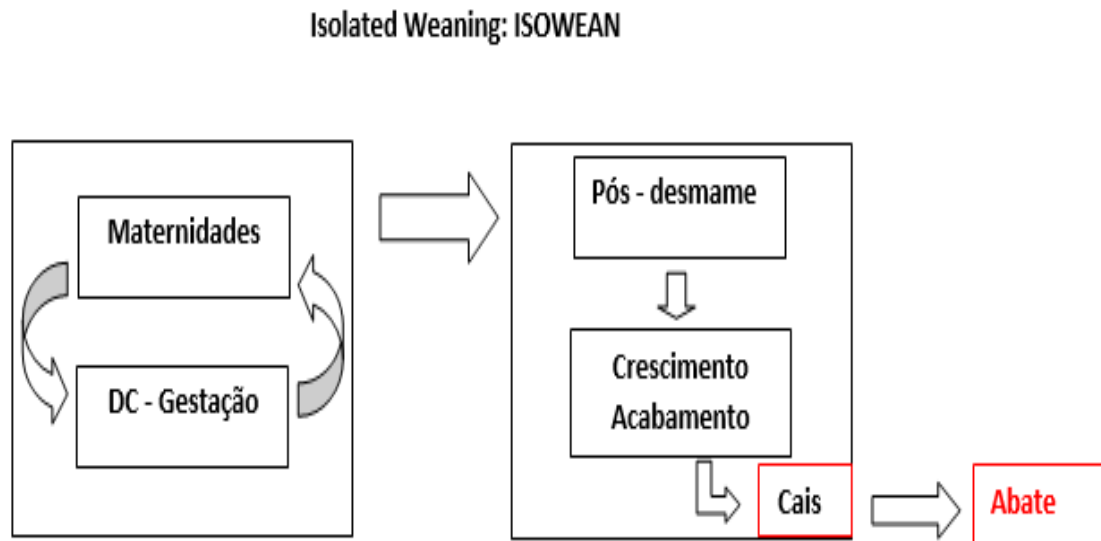 Isolated Weaning: ISOWEAN
Maternidades
DC - Gestação
Pós - desmame
Crescimento
Acabamento
Cais
Abate